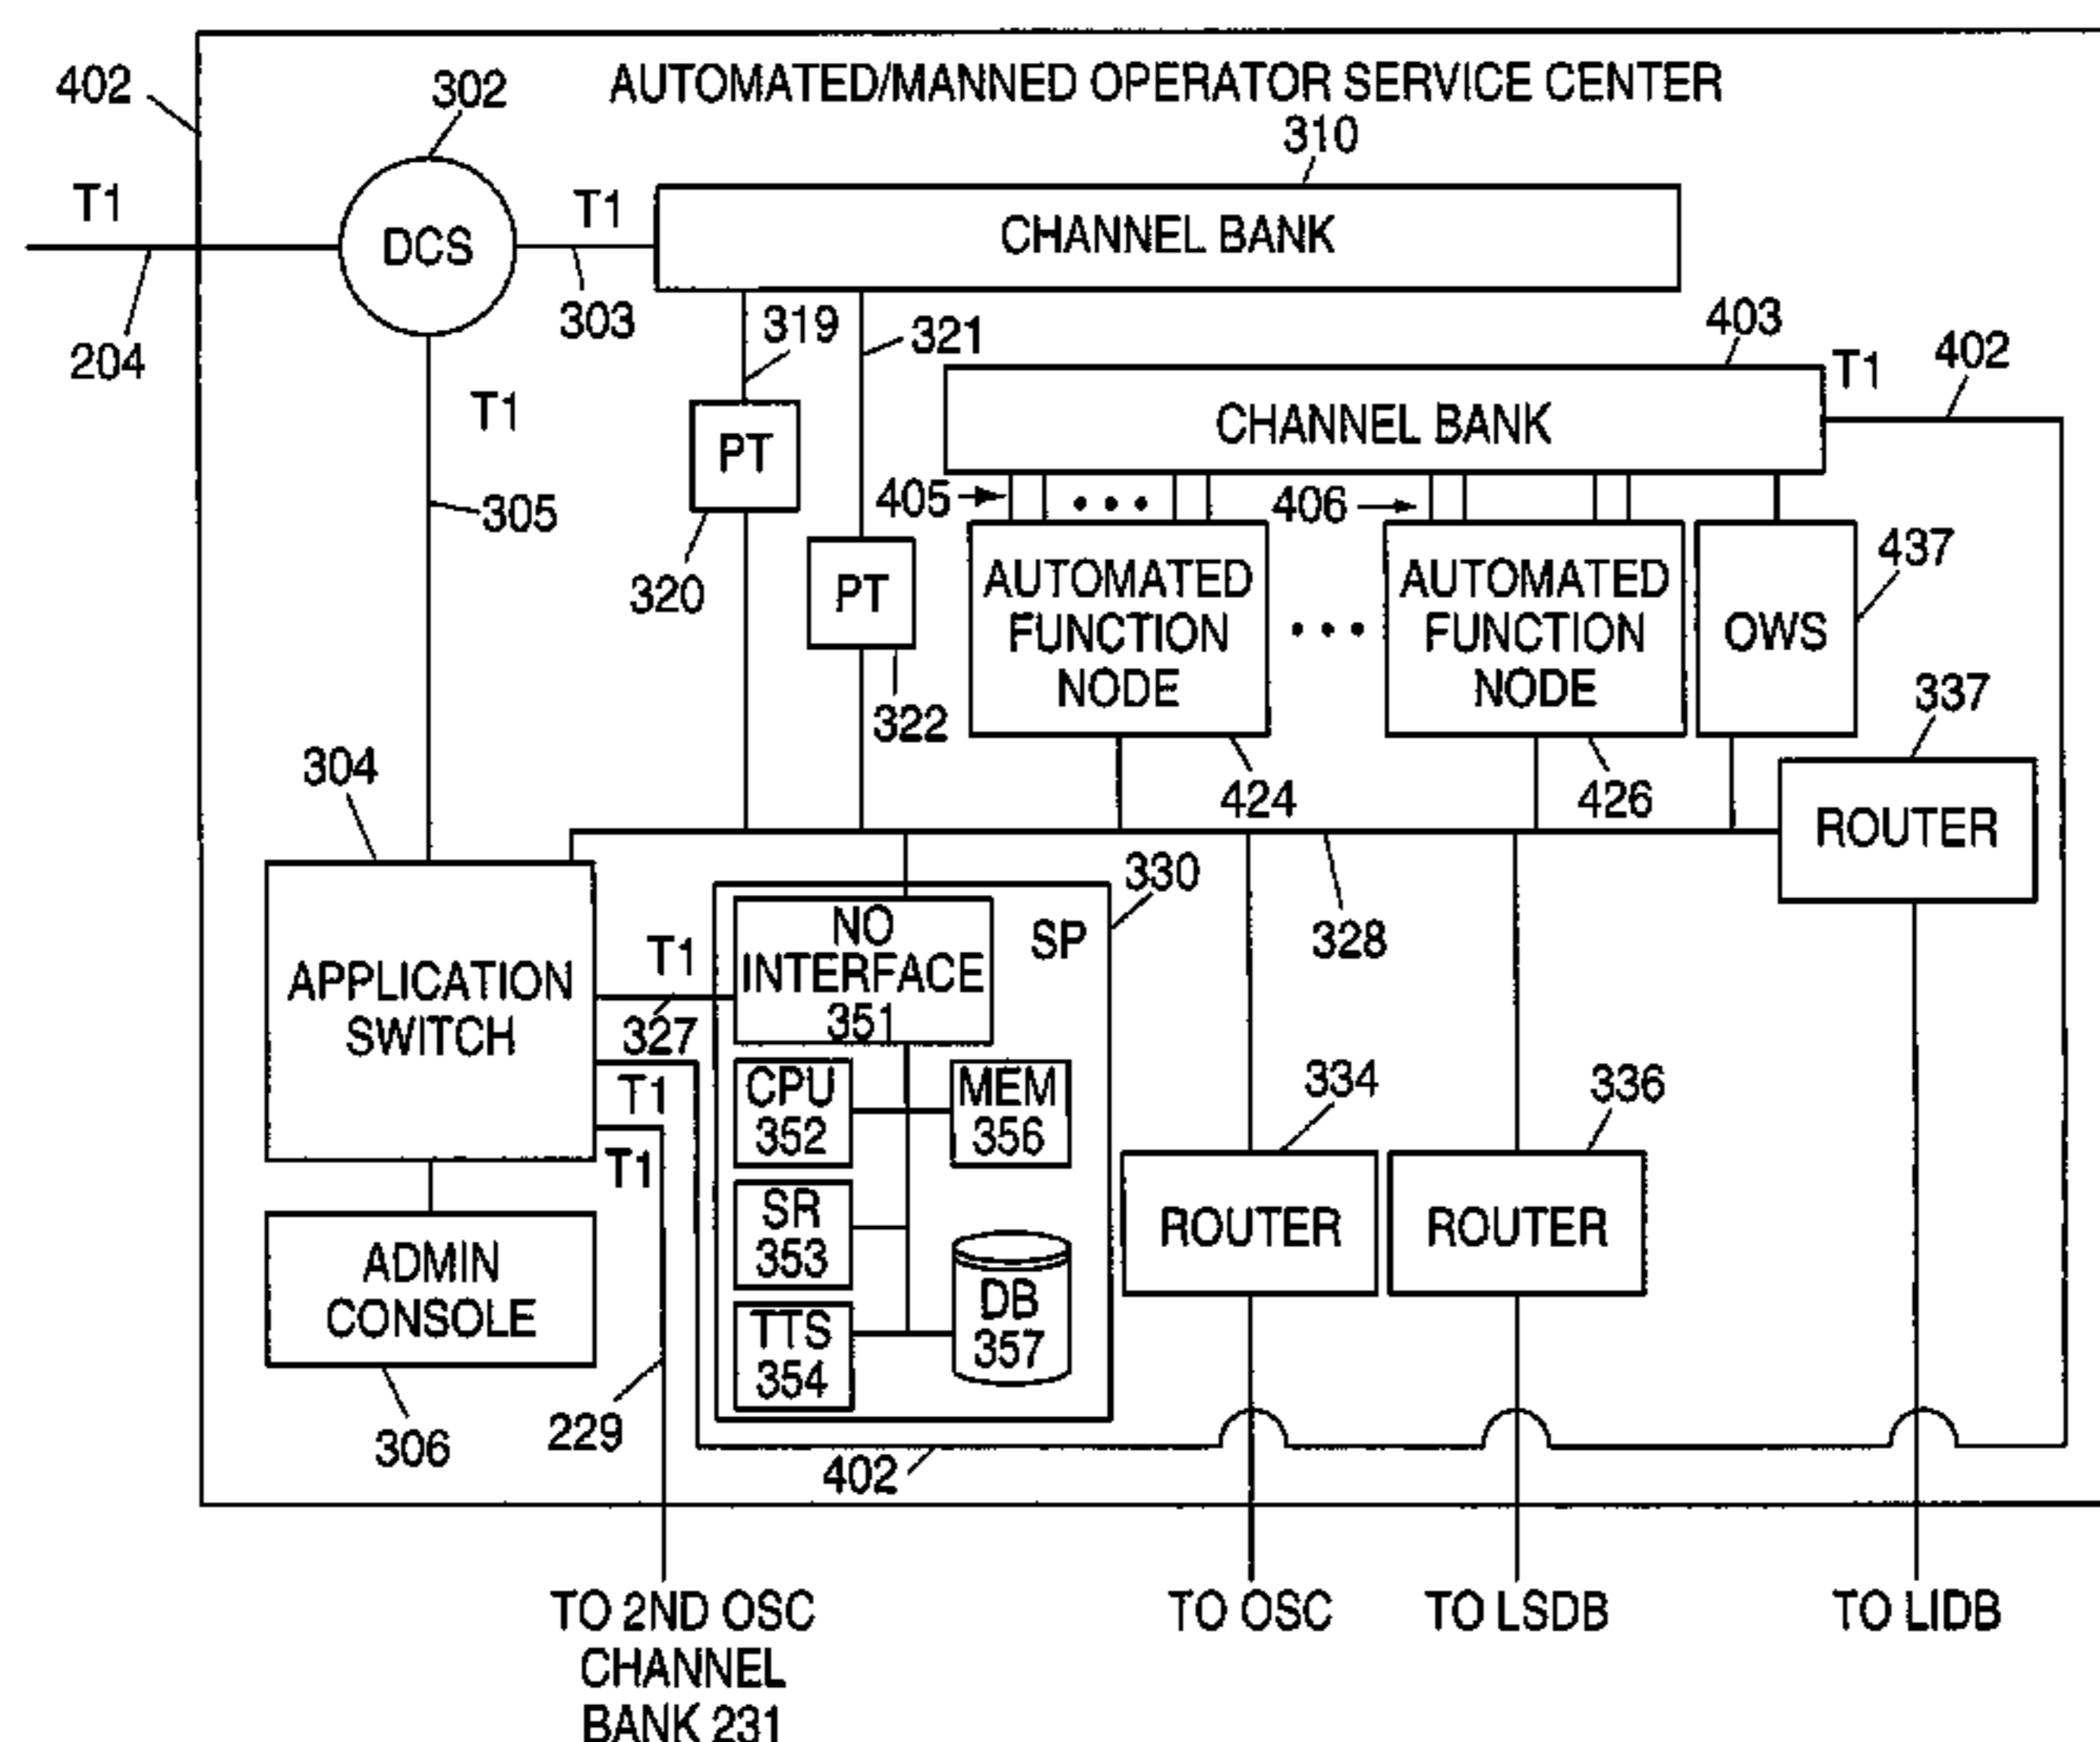 AUTOMATED/MANNED OPERATOR SERVICE CENTER
402
302
310
T1
T1
DCS
CHANNEL BANK
204
303
319
321
403
402
T1
T1
CHANNEL BANK
PT
305
405
• • •
406
437
320
PT
AUTOMATED
FUNCTION
NODE
• • •
AUTOMATED
FUNCTION
NODE
OWS
322
337
304
424
426
ROUTER
330
328
APPLICATION
SWITCH
T1
327
T1
T1
NO
INTERFACE
351
SP
CPU
352
MEM
356
334
336
SR
353
ROUTER
ROUTER
ADMIN
CONSOLE
TTS
354
DB
357
306
229
402
TO 2ND OSC
CHANNEL
BANK 231
TO OSC
TO LSDB
TO LIDB